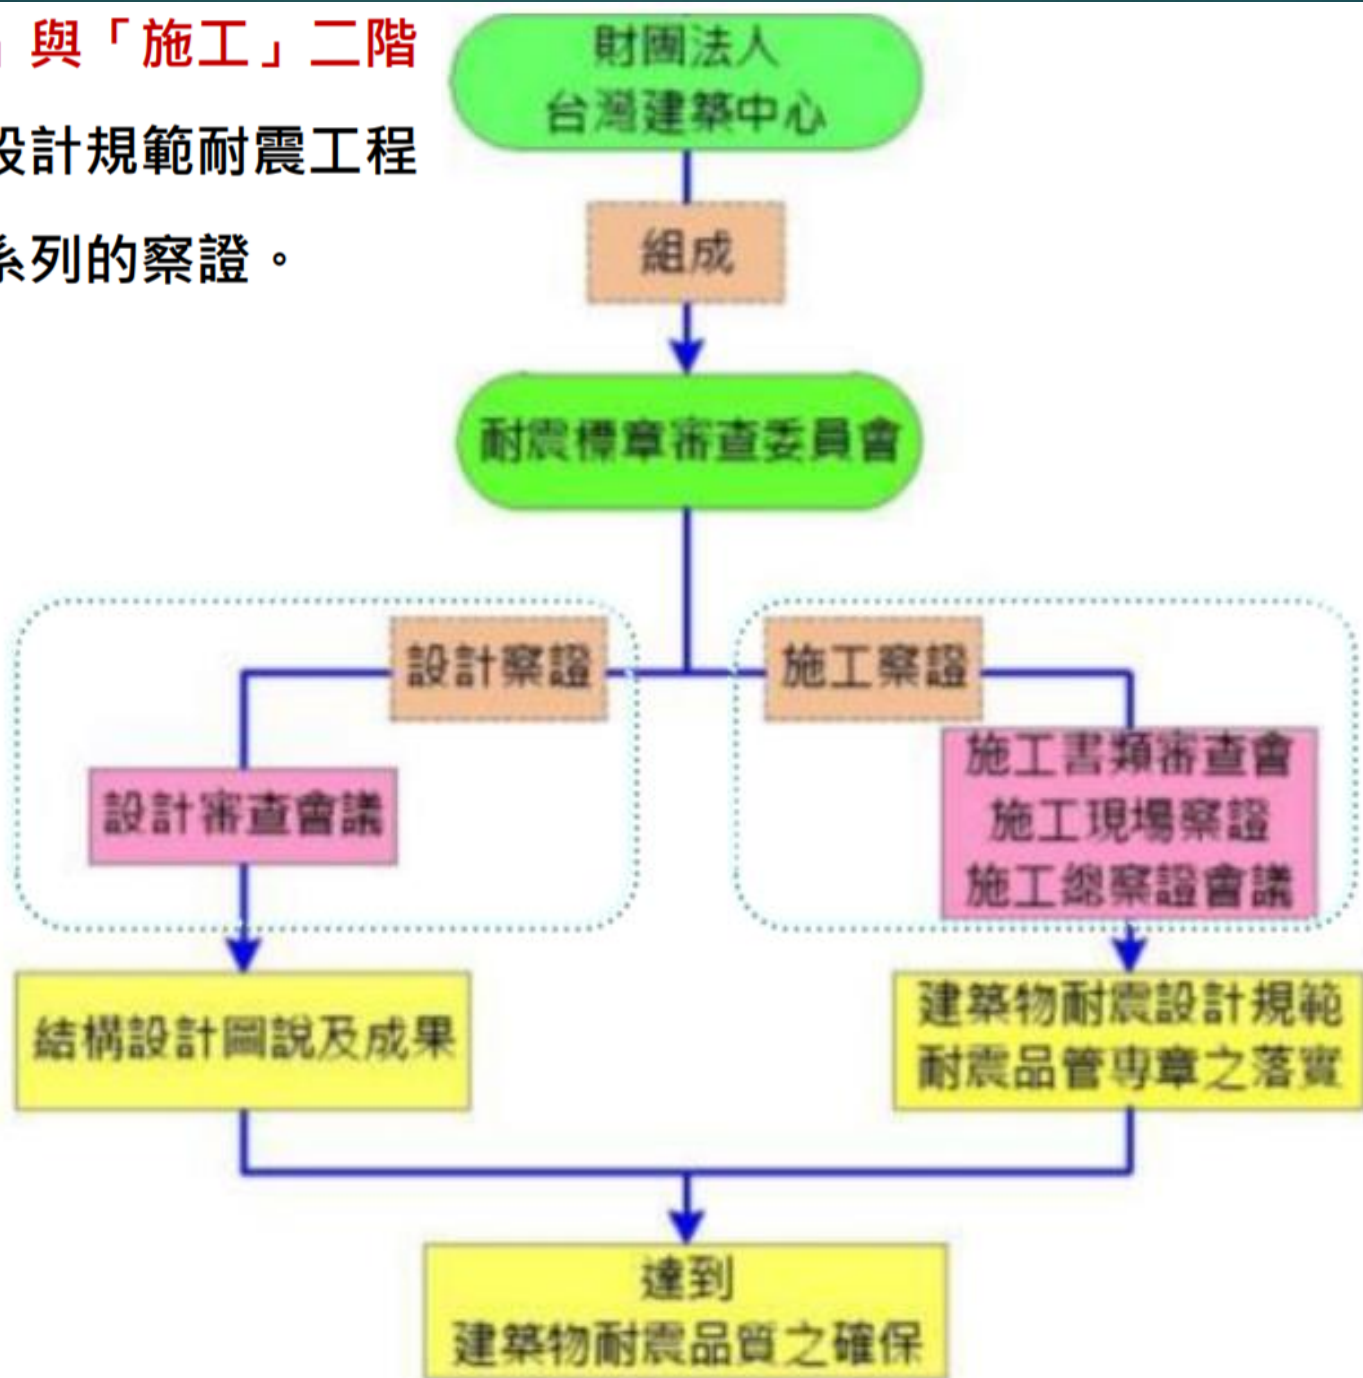 」與「施工」二階
設計規範耐震工程
系列的察證。
財團法人
台灣建築中心
組成
耐震標章審查委員會
設計察證
施工察證
設計審查會議
施工書類審查會
施工現場察證
施工總察證會議
結構設計圖說及成果
建築物耐震設計規範
耐震品管專章之落實
達到
建築物耐震品質之確保